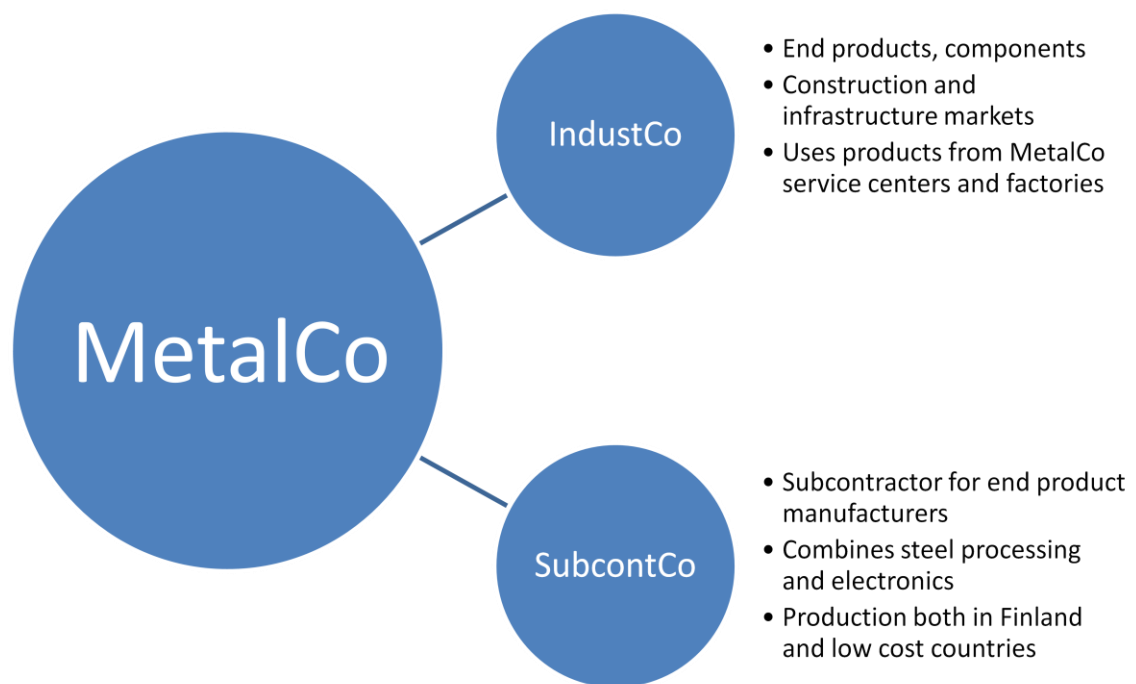 MetalCo
IndustCo
• End products, components
• Construction and
infrastructure markets
• Uses products from MetalCo
service centers and factories
SubcontCo
• Subcontractor for end product
manufacturers
• Combines steel processing
and electronics
• Production both in Finland
and low cost countries